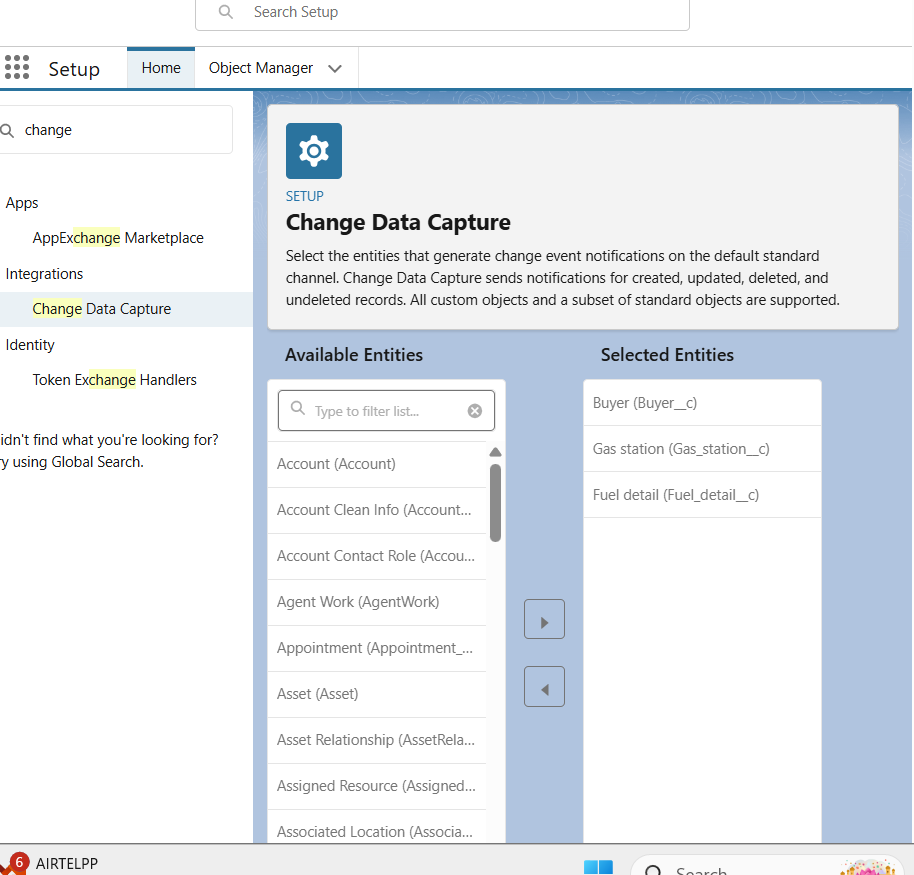 Search Setup
Setup
Home
Object Manager
change
Apps
AppExchange Marketplace
Integrations
Change Data Capture
Identity
Token Exchange Handlers
idn't find what you're looking for?
y using Global Search.
SETUP
Change Data Capture
Select the entities that generate change event notifications on the default standard
channel. Change Data Capture sends notifications for created, updated, deleted, and
undeleted records. All custom objects and a subset of standard objects are supported.
Available Entities
Type to filter list...
Account (Account)
Account Clean Info (Account...
Account Contact Role (Accou...
Agent Work (AgentWork)
Appointment (Appointment_...
Asset (Asset)
Asset Relationship (AssetRela...
Assigned Resource (Assigned...
Associated Location (Associa...
Selected Entities
Buyer (Buyer__c)
Gas station (Gas_station__c)
Fuel detail (Fuel_detail__c)
6
AIRTELPP
Search